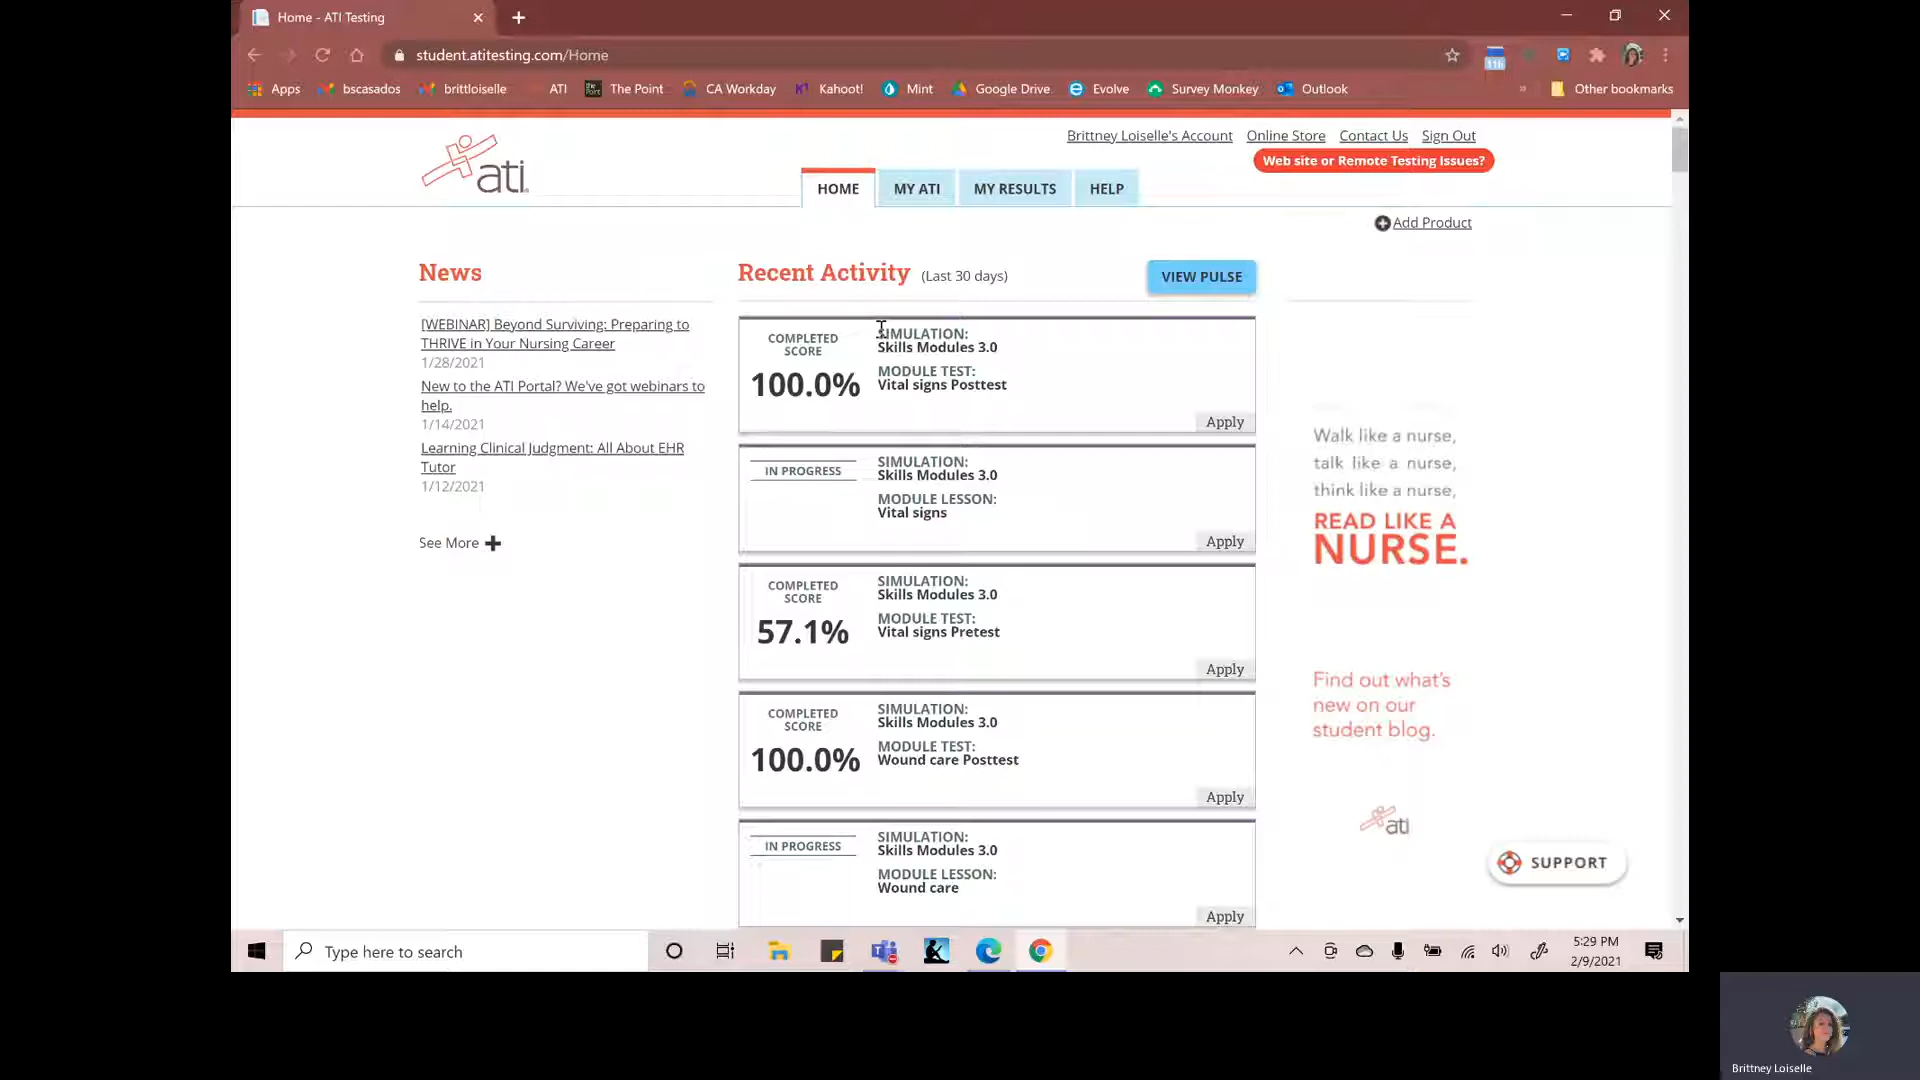 Home - ATI Testing
student.atitesting.com/Home
Apps
bscasados
brittloiselle
ATI
The Point
CA Workday
Kahoot!
Mint
Google Drive
Evolve
Survey Monkey
Outlook
»
Other bookmarks
Brittney Loiselle's Account
Online Store
Contact Us
Sign Out
Web site or Remote Testing Issues?
ati
HOME
MY ATI
MY RESULTS
HELP
Add Product
News
[WEBINAR] Beyond Surviving: Preparing to
THRIVE in Your Nursing Career
1/28/2021
New to the ATI Portal? We've got webinars to
help.
1/14/2021
Learning Clinical Judgment: All About EHR
Tutor
1/12/2021
See More
Recent Activity (Last 30 days)
VIEW PULSE
COMPLETED
SCORE
100.0%
SIMULATION:
Skills Modules 3.0
MODULE TEST:
Vital signs Posttest
Apply
IN PROGRESS
SIMULATION:
Skills Modules 3.0
MODULE LESSON:
Vital signs
Apply
COMPLETED
SCORE
57.1%
SIMULATION:
Skills Modules 3.0
MODULE TEST:
Vital signs Pretest
Apply
COMPLETED
SCORE
100.0%
SIMULATION:
Skills Modules 3.0
MODULE TEST:
Wound care Posttest
Apply
IN PROGRESS
SIMULATION:
Skills Modules 3.0
MODULE LESSON:
Wound care
Apply
Walk like a nurse,
talk like a nurse,
think like a nurse,
READ LIKE A
NURSE.
Find out what's
new on our
student blog.
ati
SUPPORT
Type here to search
5:29 PM
2/9/2021
Brittney Loiselle